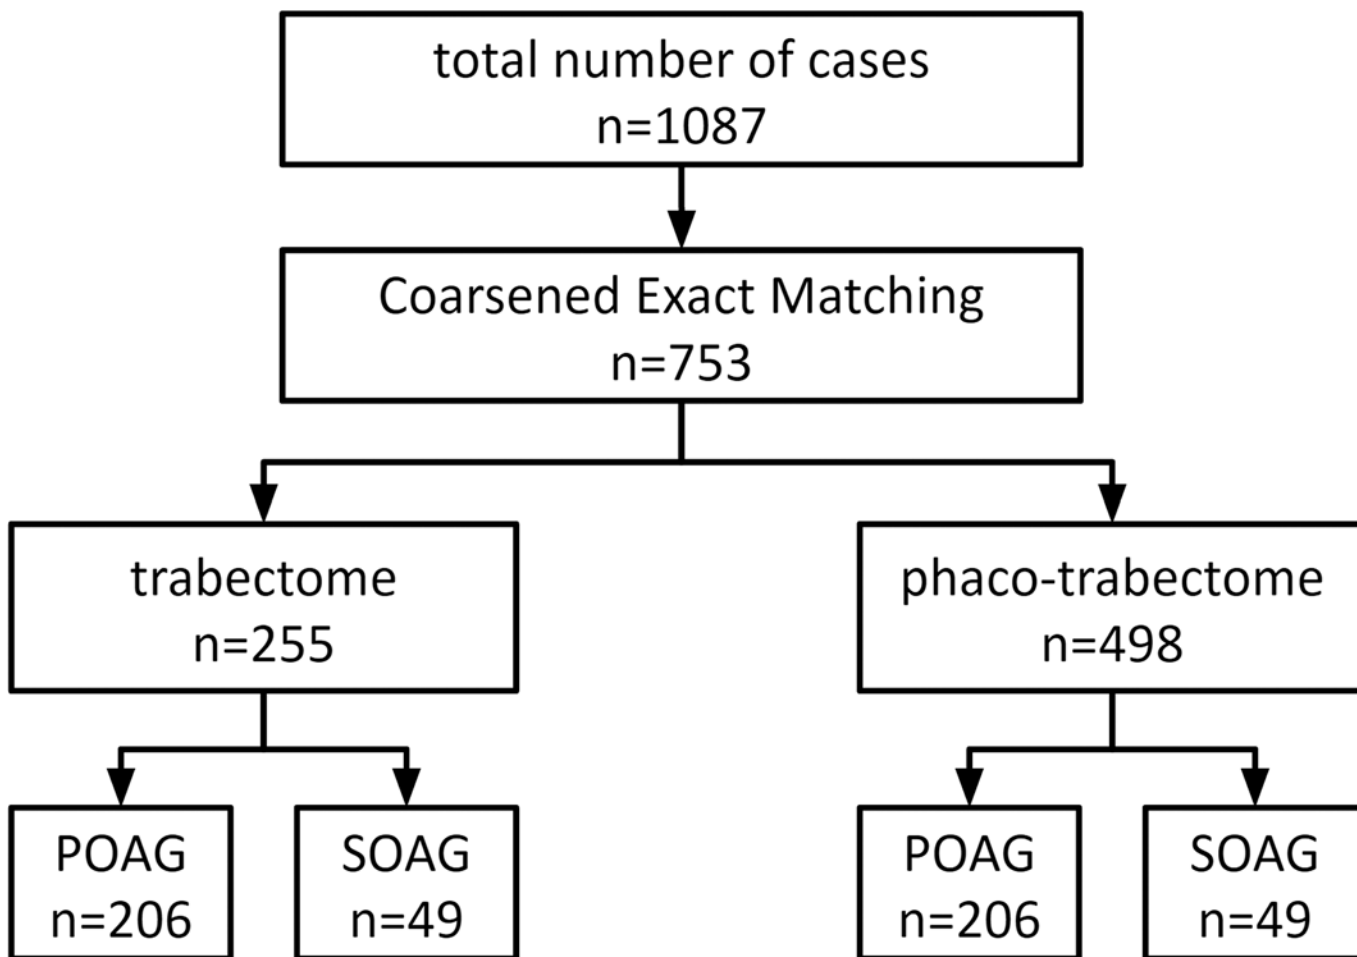 total number of cases
n=1087
Coarsened Exact Matching
n=753
trabectome
n=255
phaco-trabectome
n=498
POAG
n=206
SOAG
n=49
POAG
n=206
SOAG
n=49